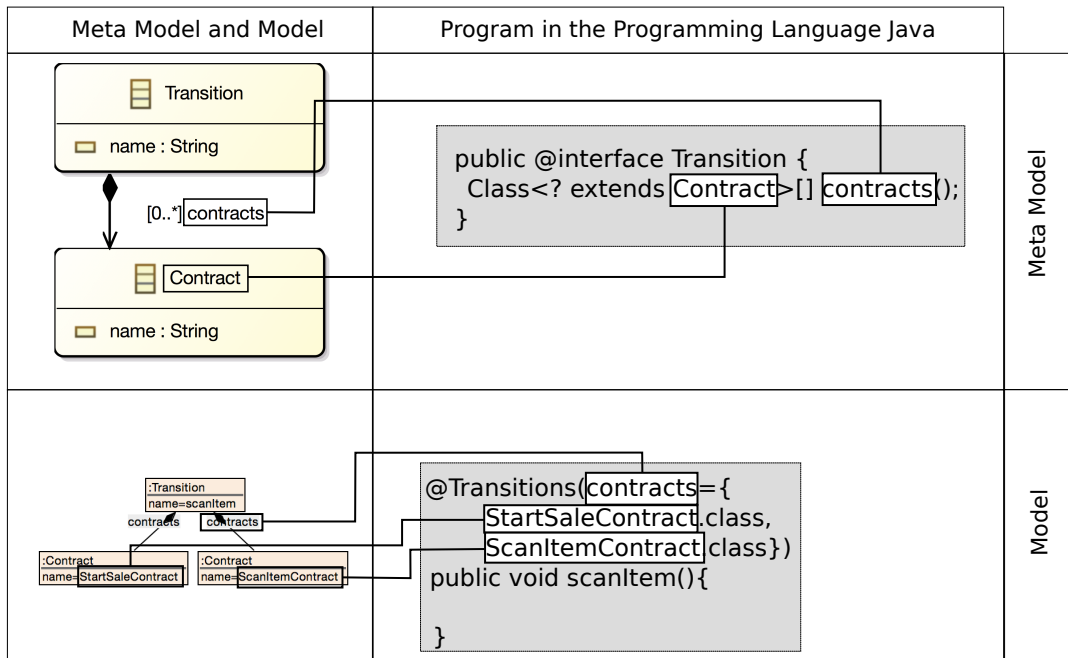 Meta Model and Model
Program in the Programming Language Java
Transition
name : String
[0..*] contracts
Contract
name : String
public @interface Transition {
Class<? extends Contract>[] contracts();
}
Meta Model
:Transition
name=scanItem
contracts
contracts
:Contract
name=StartSaleContract
:Contract
name=ScanItemContract
@Transitions(contracts={
StartSaleContract.class,
ScanItemContract.class})
public void scanItem(){
}
Model